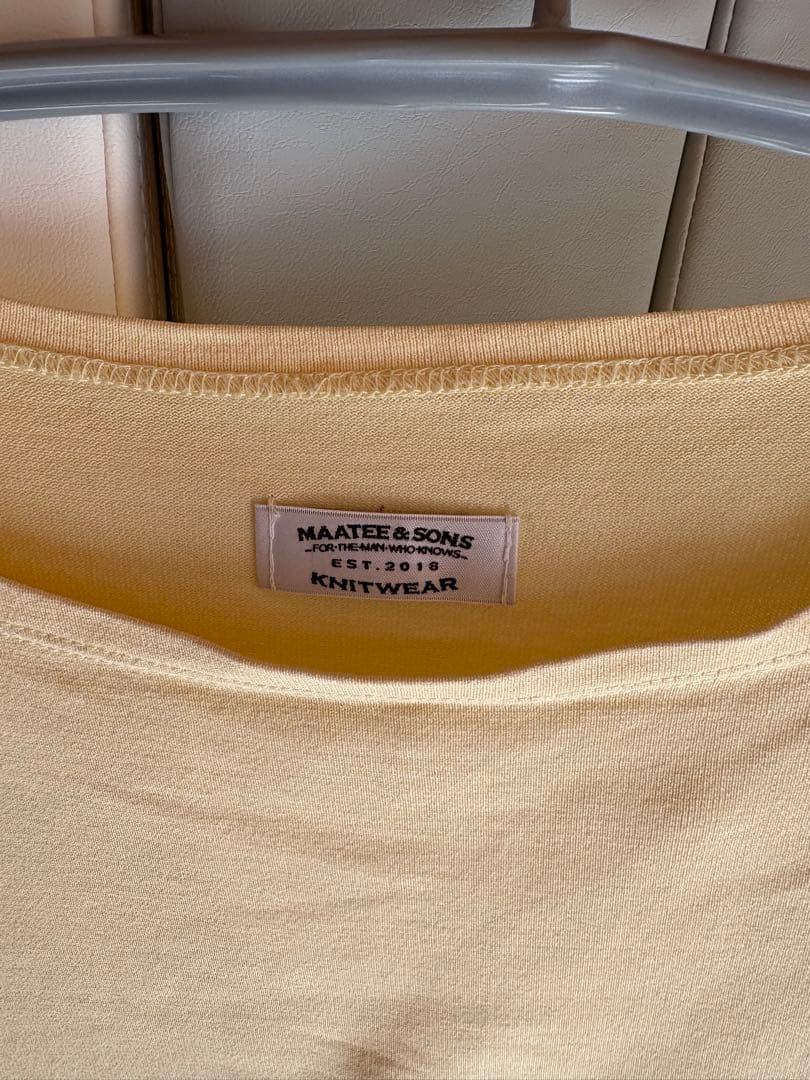 MAATEE & SONS
-FOR·THE·MAN·WHO·KNOWS-
EST.2018
KNITWEAR